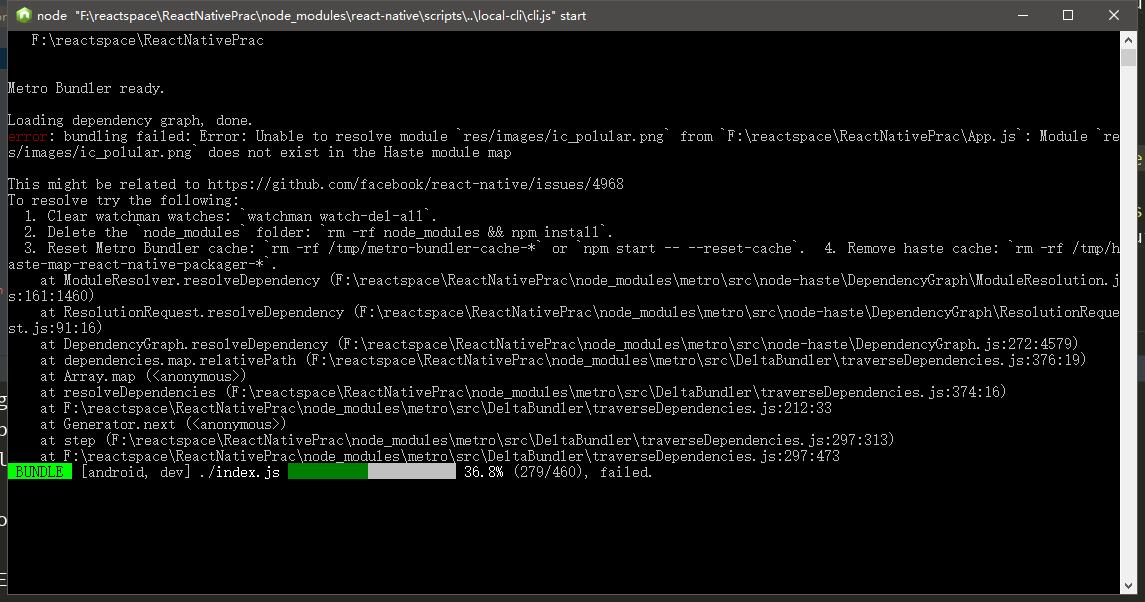 node "F:\reactspace\ReactNativePrac\node_modules\react-native\scripts\..\local-cli\cli.js" start
F:\reactspace\ReactNativePrac
Metro Bundler ready.
Loading dependency graph, done.
error: bundling failed: Error: Unable to resolve module `res/images/ic_polular.png` from `F:\reactspace\ReactNativePrac\App.js`: Module `re
s/images/ic_polular.png` does not exist in the Haste module map
This might be related to https://github.com/facebook/react-native/issues/4968
To resolve try the following:
1. Clear watchman watches: `watchman watch-del-all`.
2. Delete the `node_modules` folder: `rm -rf node_modules && npm install`.
3. Reset Metro Bundler cache: `rm -rf /tmp/metro-bundler-cache-*` or `npm start -- --reset-cache`.  4. Remove haste cache: `rm -rf /tmp/h
aste-map-react-native-packager-*`.
at ModuleResolver.resolveDependency (F:\reactspace\ReactNativePrac\node_modules\metro\src\node-haste\DependencyGraph\ModuleResolution.j
s:161:1460)
at ResolutionRequest.resolveDependency (F:\reactspace\ReactNativePrac\node_modules\metro\src\node-haste\DependencyGraph\ResolutionReque
st.js:91:16)
at DependencyGraph.resolveDependency (F:\reactspace\ReactNativePrac\node_modules\metro\src\node-haste\DependencyGraph.js:272:4579)
at dependencies.map.relativePath (F:\reactspace\ReactNativePrac\node_modules\metro\src\DeltaBundler\traverseDependencies.js:376:19)
at Array.map (<anonymous>)
at resolveDependencies (F:\reactspace\ReactNativePrac\node_modules\metro\src\DeltaBundler\traverseDependencies.js:374:16)
at F:\reactspace\ReactNativePrac\node_modules\metro\src\DeltaBundler\traverseDependencies.js:212:33
at Generator.next (<anonymous>)
at step (F:\reactspace\ReactNativePrac\node_modules\metro\src\DeltaBundler\traverseDependencies.js:297:313)
at F:\reactspace\ReactNativePrac\node_modules\metro\src\DeltaBundler\traverseDependencies.js:297:473
BUNDLE [android, dev] ./index.js 36.8% (279/460), failed.